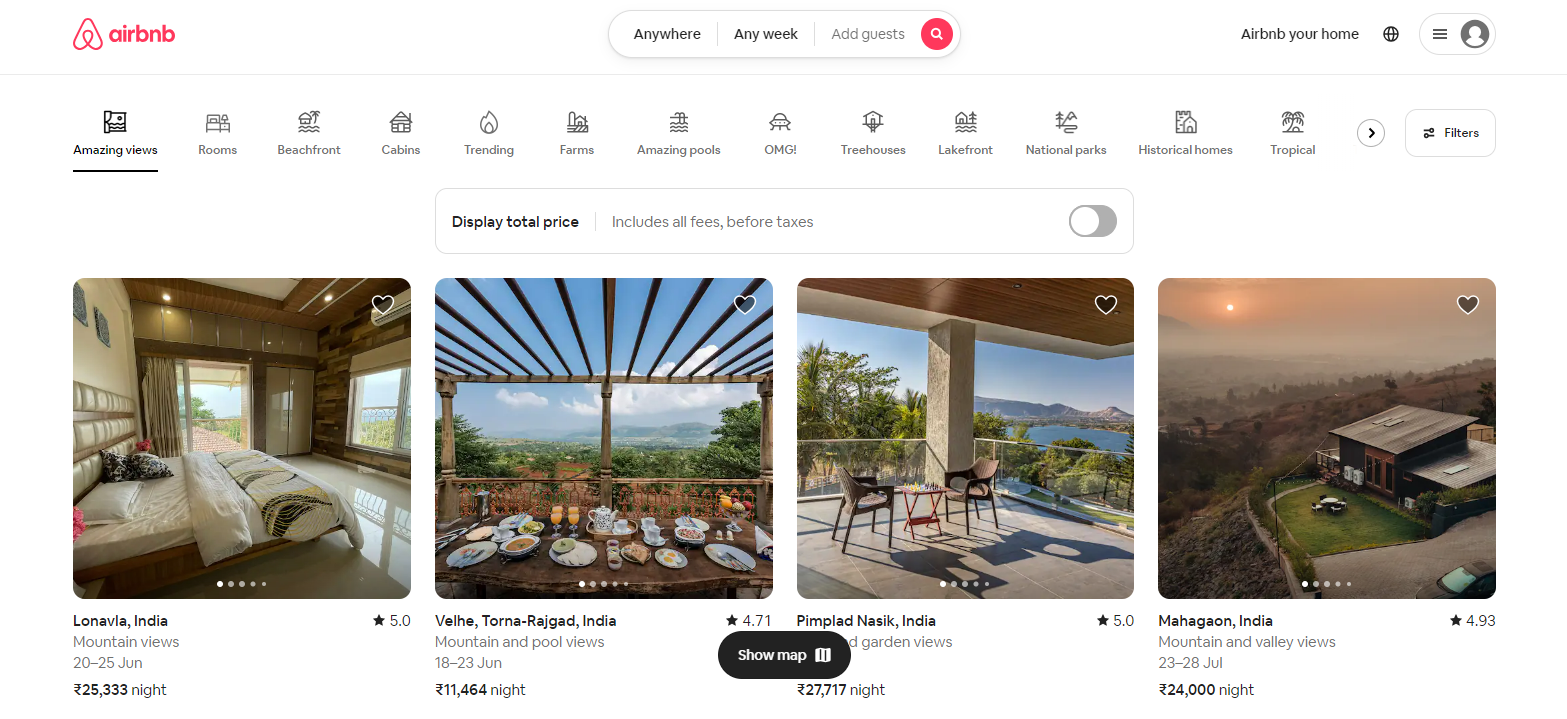 airbnb
Anywhere
Any week
Add guests
Airbnb your home
Amazing views
Rooms
Beachfront
Cabins
Trending
Farms
Amazing pools
OMG!
Treehouses
Lakefront
National parks
Historical homes
Tropical
Filters
Display total price
Includes all fees, before taxes
Lonavla, India
5.0
Mountain views
20–25 Jun
₹25,333 night
Velhe, Torna-Rajgad, India
4.71
Mountain and pool views
18–23 Jun
₹11,464 night
Pimplad Nasik, India
5.0
garden views
₹27,717 night
Mahagaon, India
4.93
Mountain and valley views
23–28 Jul
₹24,000 night
Show map